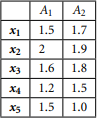 A₁ A₂
x₁ 1.5 1.7
x₂ 2 1.9
x₃ 1.6 1.8
x₄ 1.2 1.5
x₅ 1.5 1.0